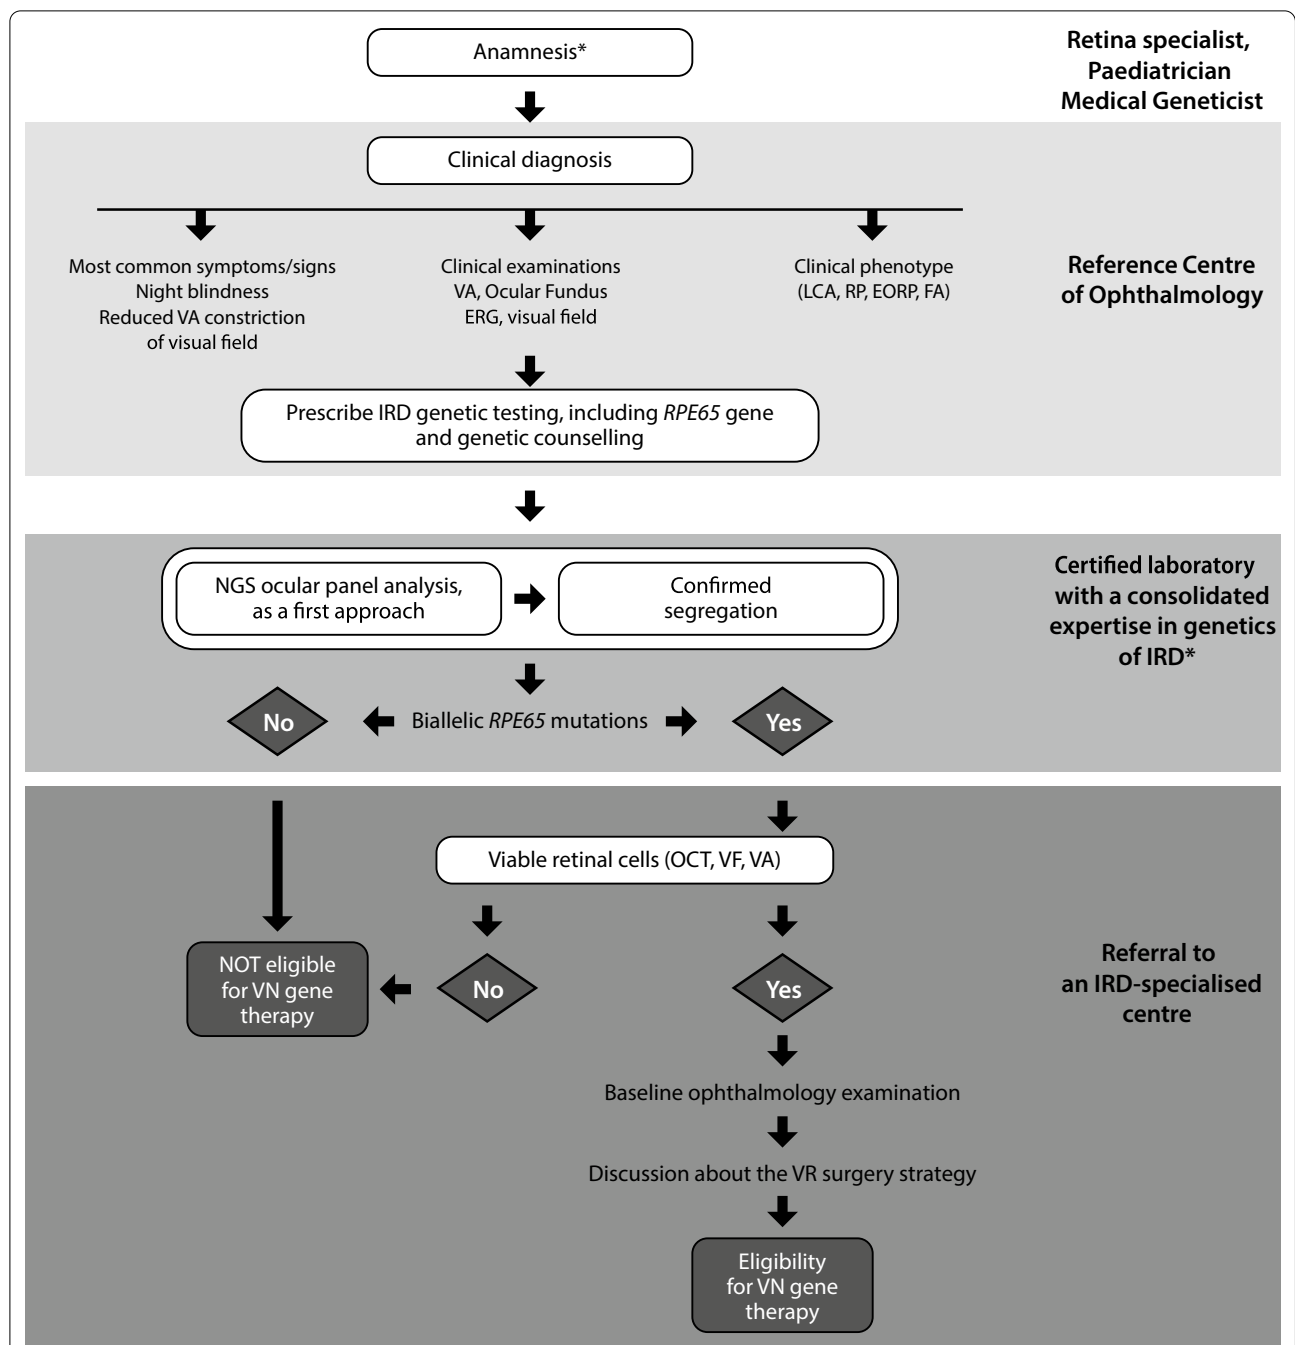 Anamnesis*
Retina specialist,
Paediatrician
Medical Geneticist
Clinical diagnosis
Most common symptoms/signs
Night blindness
Reduced VA constriction
of visual field
Clinical examinations
VA, Ocular Fundus
ERG, visual field
Clinical phenotype
(LCA, RP, EORP, FA)
Reference Centre
of Ophthalmology
Prescribe IRD genetic testing, including RPE65 gene
and genetic counselling
NGS ocular panel analysis,
as a first approach
Confirmed
segregation
Certified laboratory
with a consolidated
expertise in genetics
of IRD*
No
Biallelic RPE65 mutations
Yes
Viable retinal cells (OCT, VF, VA)
NOT eligible
for VN gene
therapy
No
Yes
Referral to
an IRD-specialised
centre
Baseline ophthalmology examination
Discussion about the VR surgery strategy
Eligibility
for VN gene
therapy